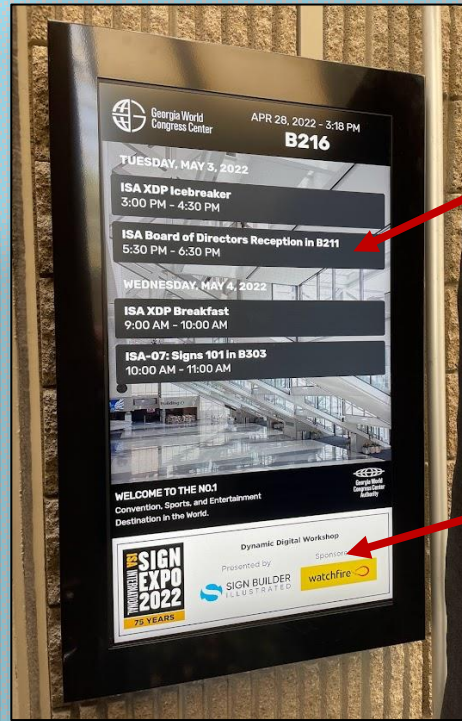 Georgia World
Congress Center
APR 28, 2022 - 3:18 PM
B216
TUESDAY, MAY 3, 2022
ISA XDP Icebreaker
3:00 PM - 4:30 PM
ISA Board of Directors Reception in B211
5:30 PM - 6:30 PM
WEDNESDAY, MAY 4, 2022
ISA XDP Breakfast
9:00 AM - 10:00 AM
ISA-07: Signs 101 in B303
10:00 AM - 11:00 AM
WELCOME TO THE NO.1
Convention, Sports, and Entertainment
Destination in the World.
Georgia World
Congress Center
Authority
ISA INTERNATIONAL
SIGN
EXPO
2022
75 YEARS
Dynamic Digital Workshop
Presented by
SIGN BUILDER
ILLUSTRATED
watchfire